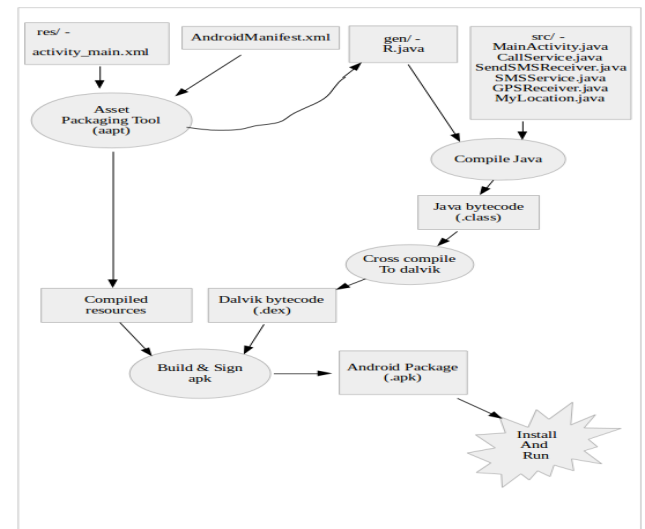 res/ -
activity_main.xml
AndroidManifest.xml
gen/ -
R.java
src/ -
MainActivity.java
CallService.java
SendSMSReceiver.java
SMSService.java
GPSReceiver.java
MyLocation.java
Asset
Packaging Tool
(aapt)
Compile Java
Java bytecode
(.class)
Cross compile
To dalvik
Compiled
resources
Dalvik bytecode
(.dex)
Build & Sign
apk
Android Package
(.apk)
Install
And
Run